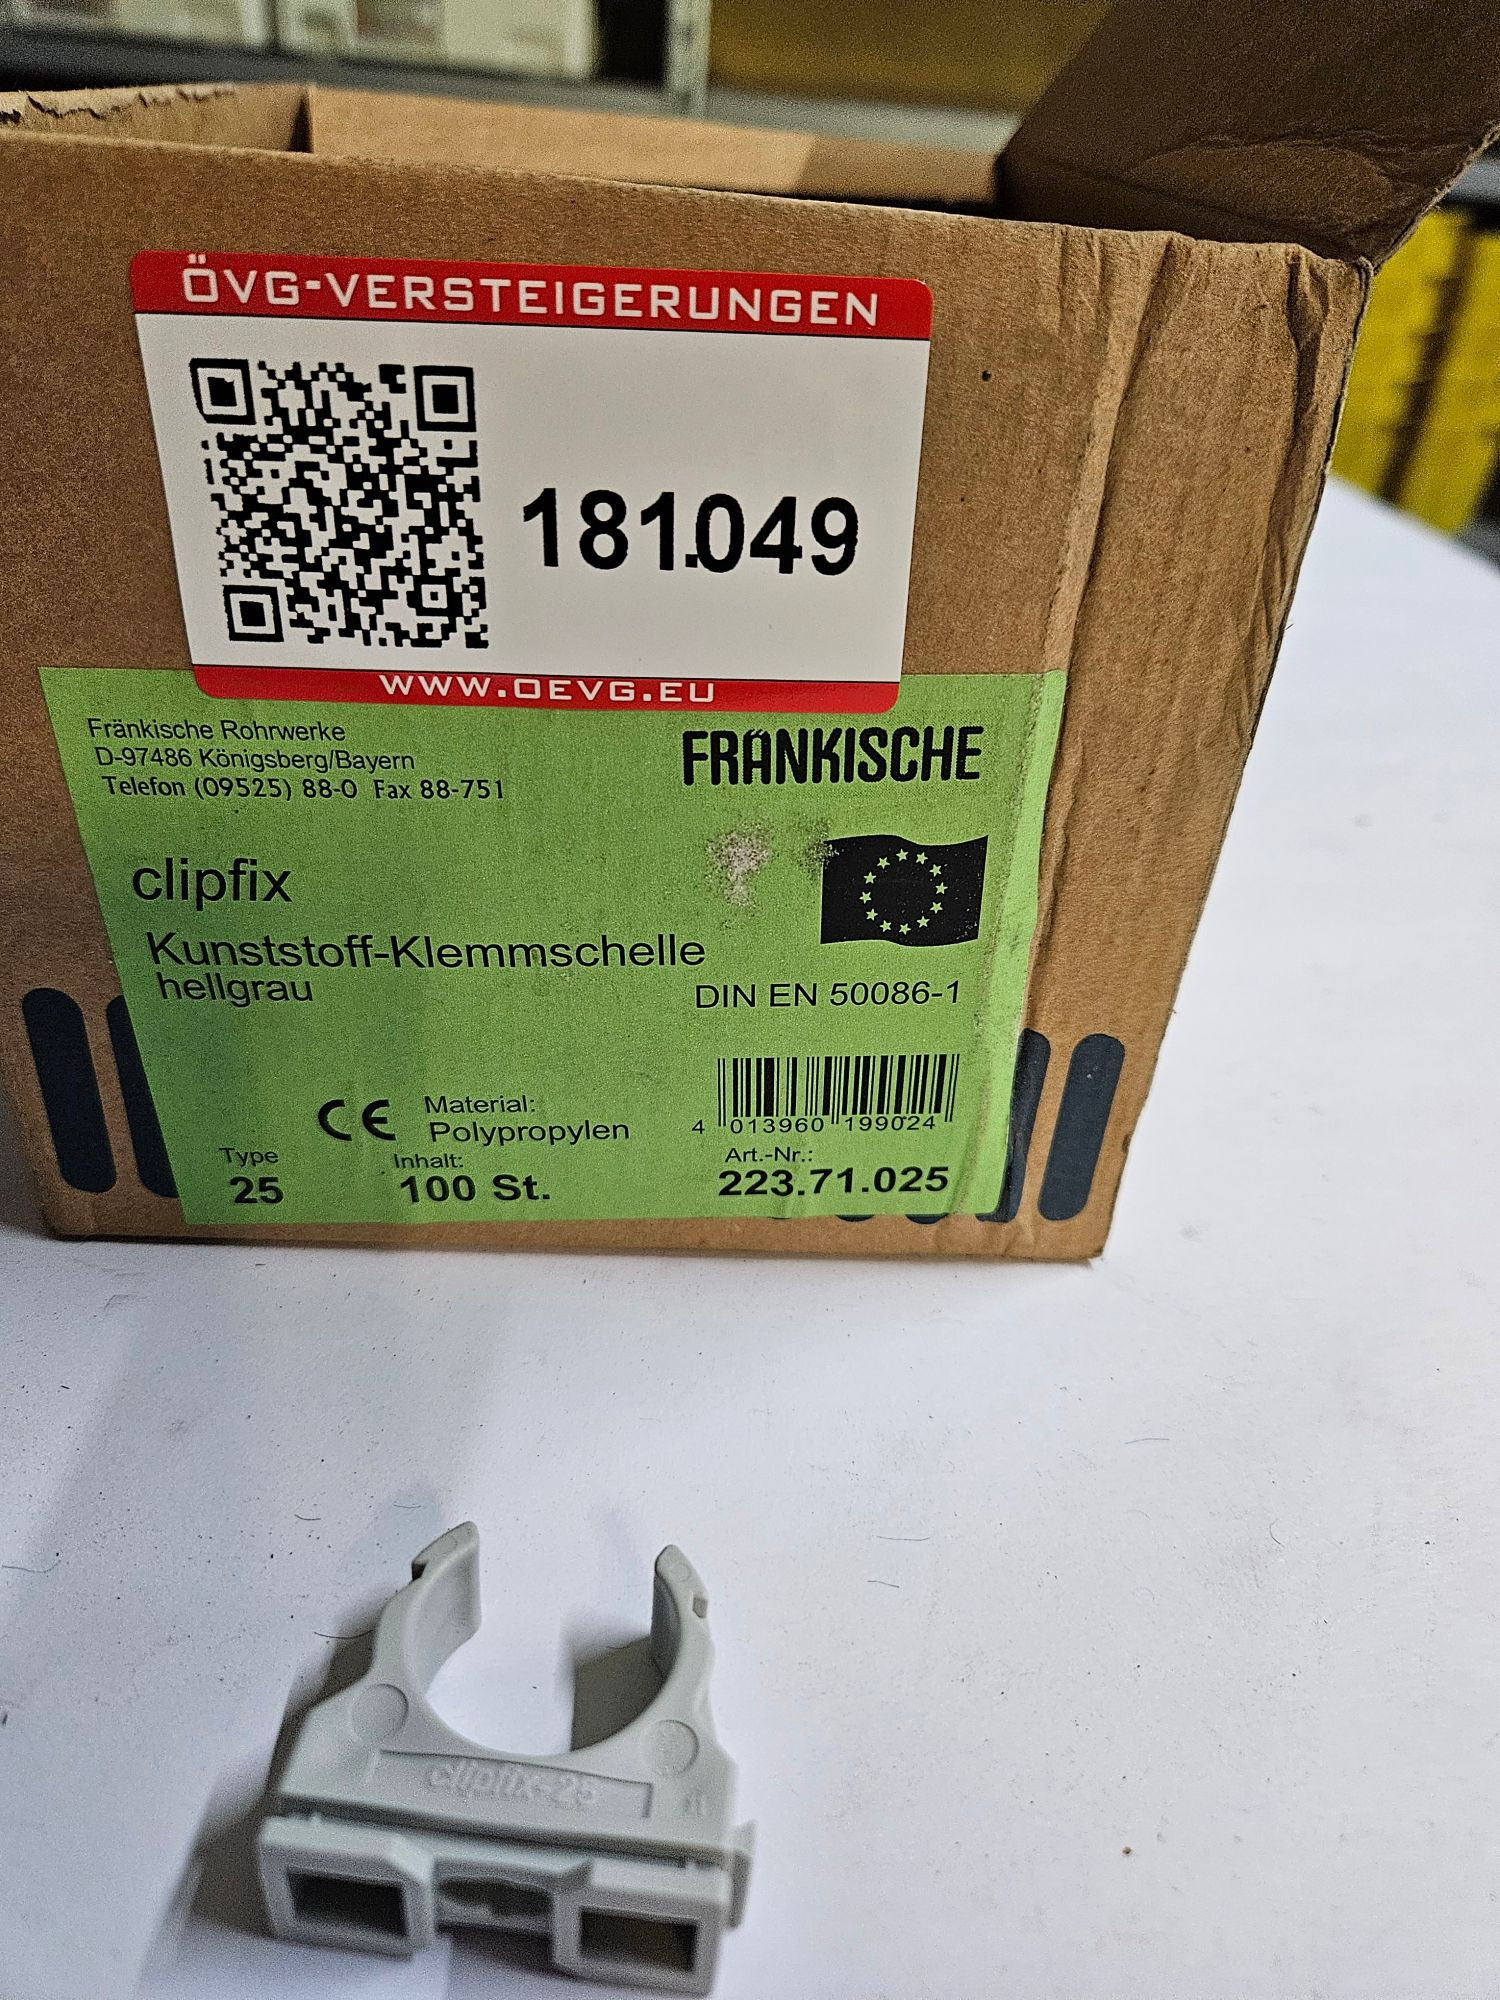 ÖVG-VERSTEIGERUNGEN
181.049
WWW.OEVG.EU
Fränkische Rohrwerke
D-97486 Königsberg/Bayern
Telefon (09525) 88-0 Fax 88-751
FRÄNKISCHE
clipfix
Kunststoff-Klemmschelle
hellgrau
DIN EN 50086-1
CE
Material:
Polypropylen
4 013960 199024
Type
25
Inhalt:
100 St.
Art.-Nr.:
223.71.025
clipfix-25